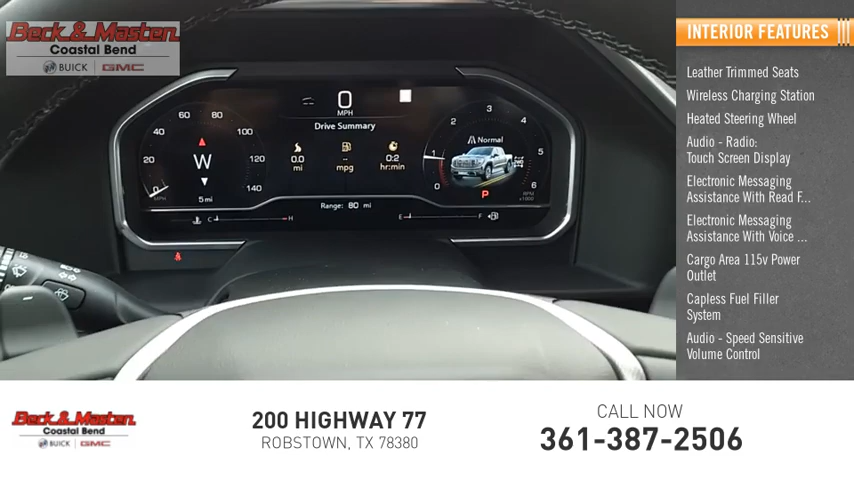 Beck & Masten
Coastal Bend
BUICK GMC
INTERIOR FEATURES
Leather Trimmed Seats
Wireless Charging Station
Heated Steering Wheel
Audio - Radio:
Touch Screen Display
Electronic Messaging
Assistance With Read F...
Electronic Messaging
Assistance With Voice ...
Cargo Area 115v Power
Outlet
Capless Fuel Filler
System
Audio - Speed Sensitive
Volume Control
0
MPH
Drive Summary
0.0
mi
--
mpg
0:2
hr:min
Range: 80 mi
0
20
40
60
80
100
120
140
MPH
W
5 mi
C H
0
1
2
3
4
5
6
Normal
P
RPM
x1000
E F
Beck & Masten
Coastal Bend
BUICK GMC
200 HIGHWAY 77
ROBSTOWN, TX 78380
CALL NOW
361-387-2506